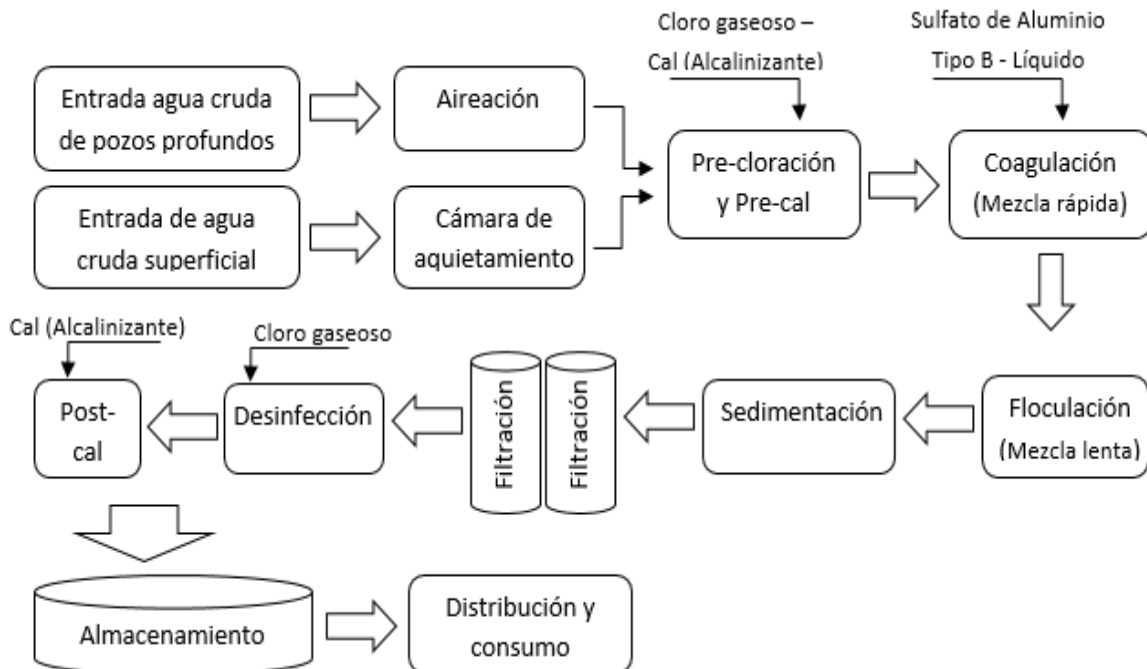 Cloro gaseoso –
Cal (Alcalinizante)
Sulfato de Aluminio
Tipo B - Líquido
Entrada agua cruda
de pozos profundos
Aireación
Pre-cloración
y Pre-cal
Coagulación
(Mezcla rápida)
Entrada de agua
cruda superficial
Cámara de
aquietamiento
Cal (Alcalinizante)
Cloro gaseoso
Post-
cal
Desinfección
Filtración
Filtración
Sedimentación
Floculación
(Mezcla lenta)
Almacenamiento
Distribución y
consumo